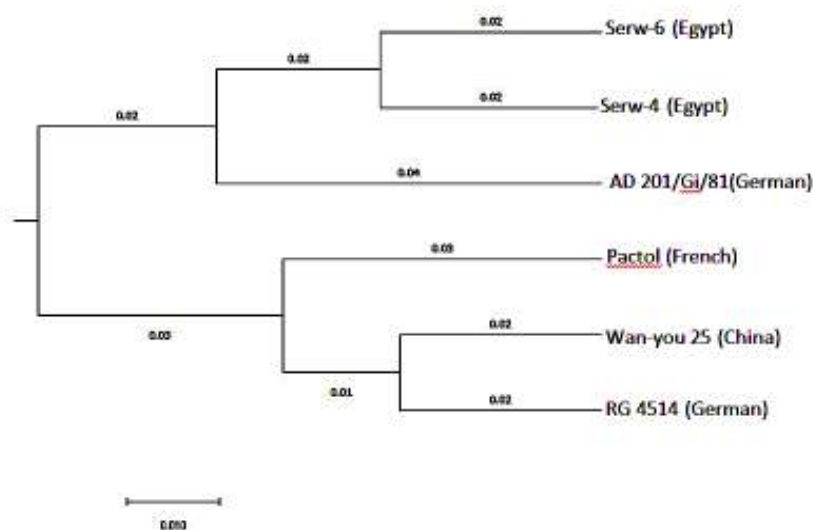 0.02
Serw-6 (Egypt)
0.02
0.02
Serw-4 (Egypt)
0.02
0.04
AD 201/Gi/81(German)
0.03
Pactol (French)
0.03
0.02
Wan-you 25 (China)
0.01
0.02
RG 4514 (German)
0.010